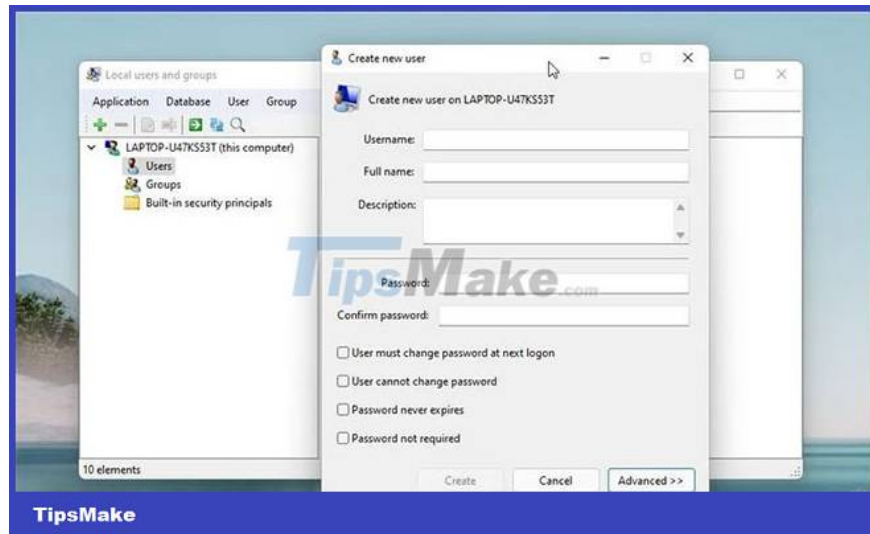 Local users and groups
Application Database User Group
LAPTOP-U47KS53T (this computer)
Users
Groups
Built-in security principals
10 elements
Create new user
Create new user on LAPTOP-U47KS53T
Username:
Full name:
Description:
Password:
Confirm password:
User must change password at next logon
User cannot change password
Password never expires
Password not required
Create Cancel Advanced >>
TipsMake.com
TipsMake